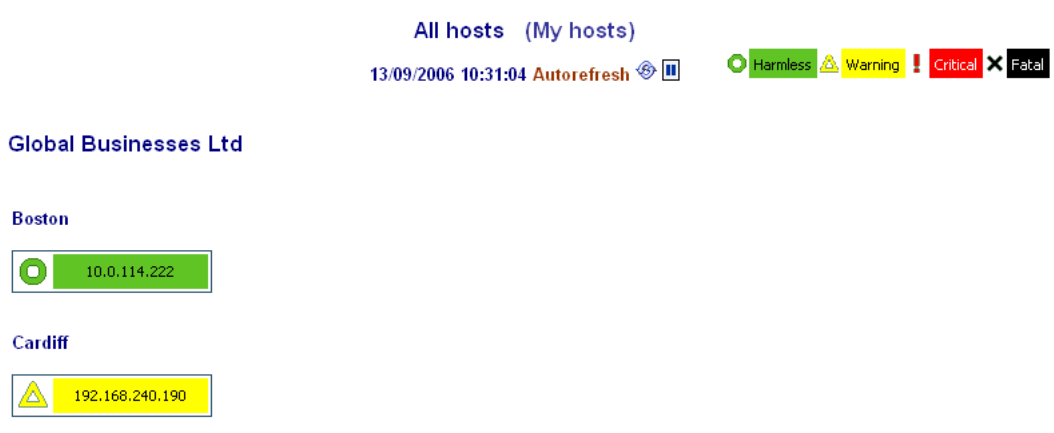 All hosts (My hosts)
13/09/2006 10:31:04 Autorefresh
Harmless Warning Critical Fatal
Global Businesses Ltd
Boston
10.0.114.222
Cardiff
192.168.240.190